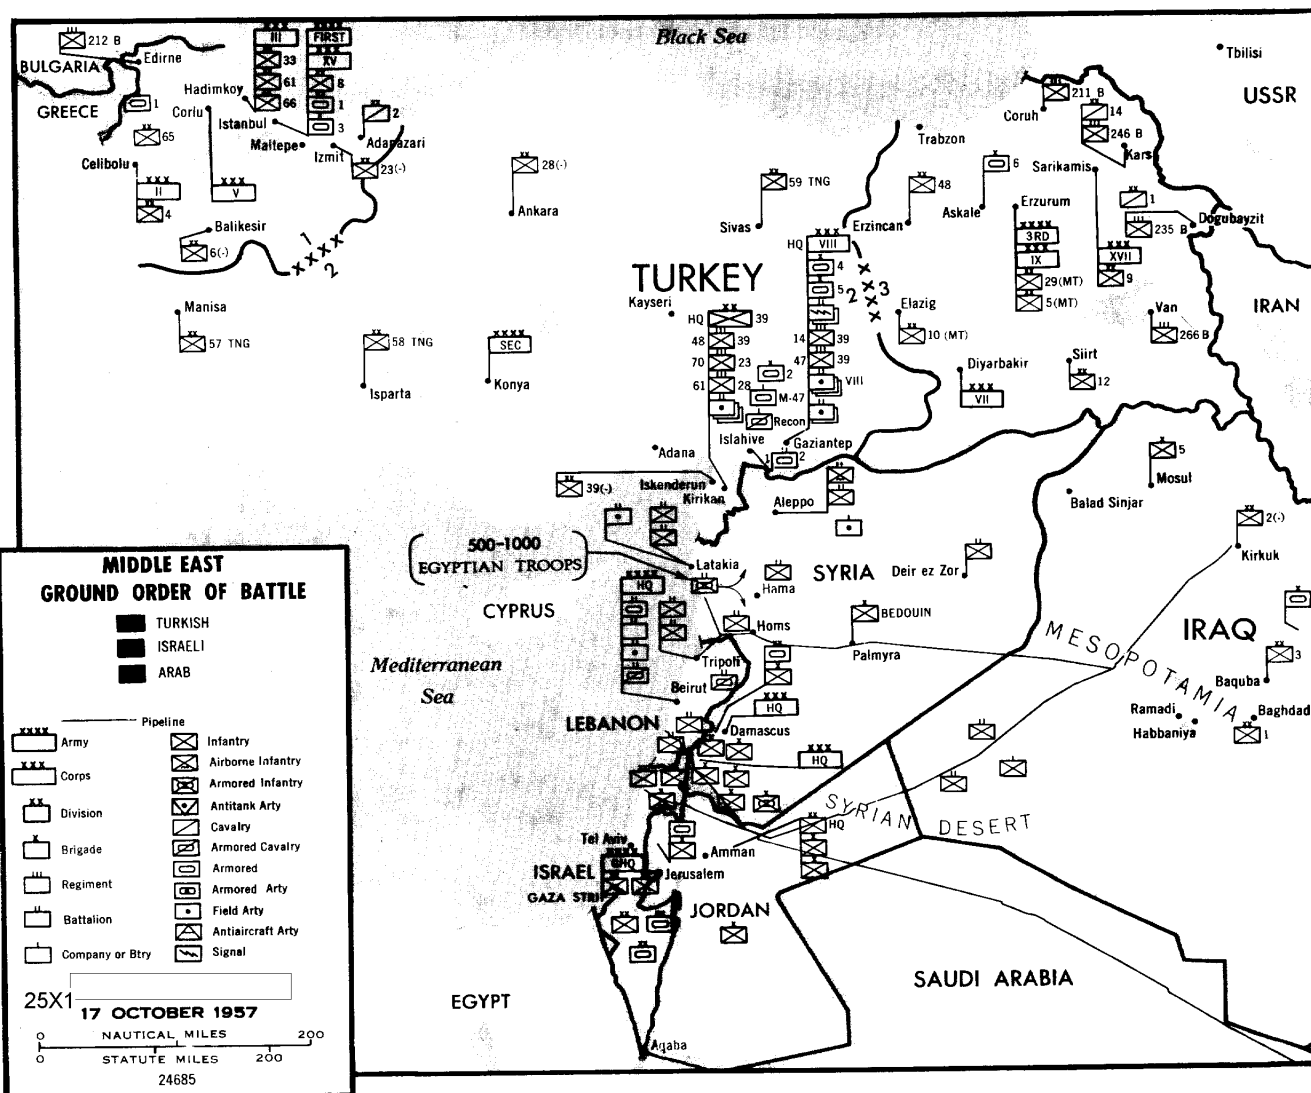 Black Sea
212 B
Edirne
BULGARIA
GREECE
1
65
Hadimkoy
Corlu
Istanbul
Maltepe
Izmit
Adapazari
2
23(-)
III
33
61
66
FIRST
XV
8
1
3
Celibolu
II
4
V
Balikesir
6(-)
1
XXXX
2
28(-)
Ankara
59 TNG
Sivas
TURKEY
Kayseri
Manisa
57 TNG
58 TNG
Isparta
SEC
Konya
HQ
39
48
39
70
23
61
28
2
M-47
Recon
HQ
VIII
4
5
14
39
47
39
VIII
2 XXXX 3
Trabzon
48
Erzincan
6
Askale
Erzurum
3RD
IX
29(MT)
5(MT)
Elazig
10 (MT)
Diyarbakir
VII
Siirt
12
Van
266 B
Coruh
211 B
14
246 B
Kars
Sarikamis
XVII
9
1
235 B
Dogubayzit
Tbilisi
USSR
IRAN
Islahive
Gaziantep
1
2
Adana
39(-)
Iskenderun
Kirikan
Aleppo
5
Mosul
Balad Sinjar
2(-)
Kirkuk
500-1000
EGYPTIAN TROOPS
Latakia
Hama
SYRIA
Deir ez Zor
BEDOUIN
Palmyra
Homs
CYPRUS
HQ
Tripoli
Beirut
Mediterranean
Sea
LEBANON
HQ
Damascus
HQ
MESOPOTAMIA
IRAQ
3
Baquba
Ramadi
Habbaniya
Baghdad
1
SYRIAN DESERT
HQ
Tel Aviv
GHQ
ISRAEL
Jerusalem
Amman
GAZA STRIP
JORDAN
SAUDI ARABIA
EGYPT
Aqaba
MIDDLE EAST
GROUND ORDER OF BATTLE
TURKISH
ISRAELI
ARAB
Pipeline
Army
Corps
Division
Brigade
Regiment
Battalion
Company or Btry
Infantry
Airborne Infantry
Armored Infantry
Antitank Arty
Cavalry
Armored Cavalry
Armored
Armored Arty
Field Arty
Antiaircraft Arty
Signal
25X1
17 OCTOBER 1957
0 NAUTICAL MILES 200
0 STATUTE MILES 200
24685